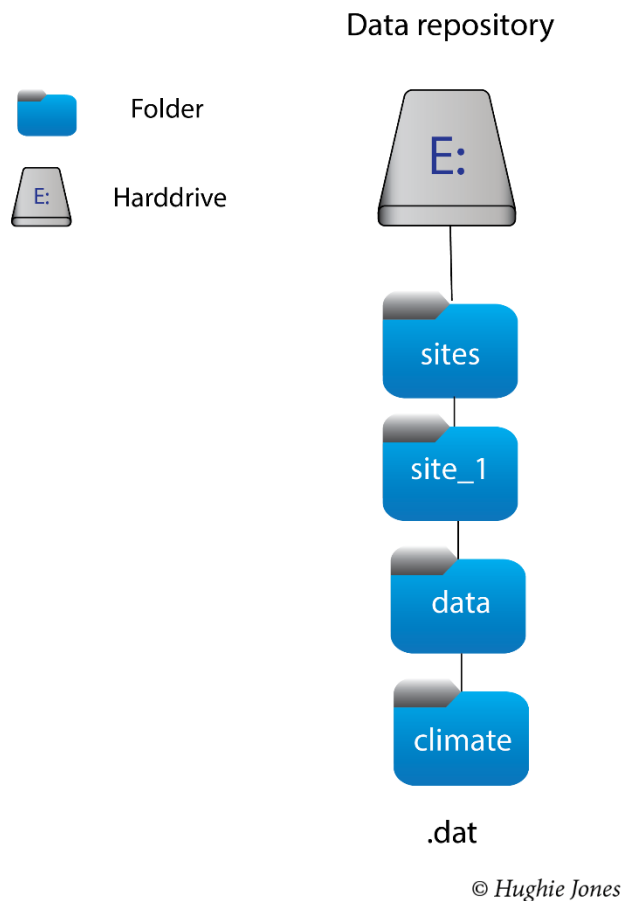 Data repository
Folder
E:
Harddrive
E:
sites
site_1
data
climate
.dat
© Hughie Jones